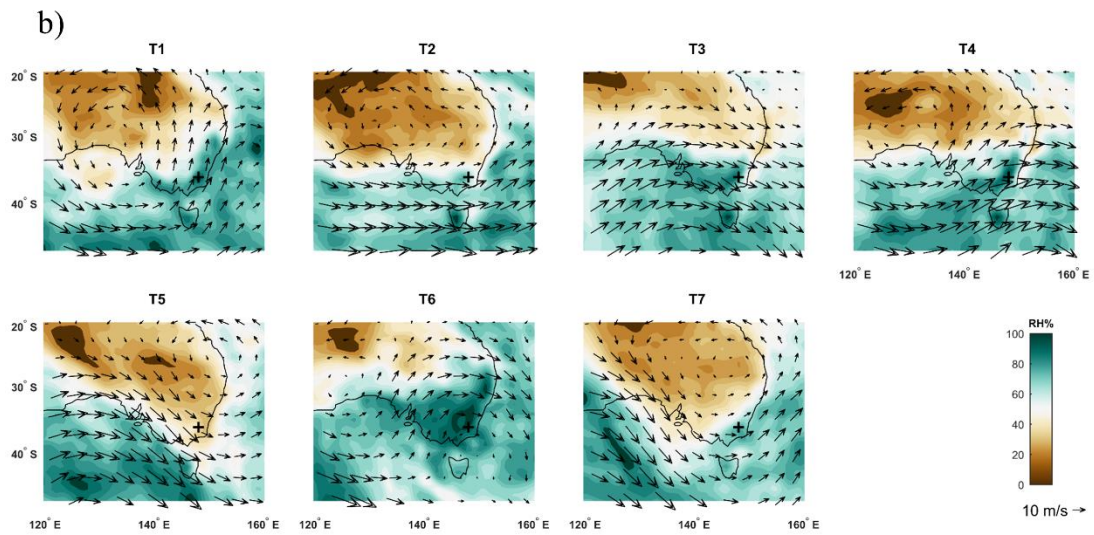 b)
T1 T2 T3 T4
20° S
30° S
40° S
120° E 140° E 160° E
T5 T6 T7
20° S
30° S
40° S
120° E 140° E 160° E 120° E 140° E 160° E 120° E 140° E 160° E
RH%
100
80
60
40
20
0
10 m/s